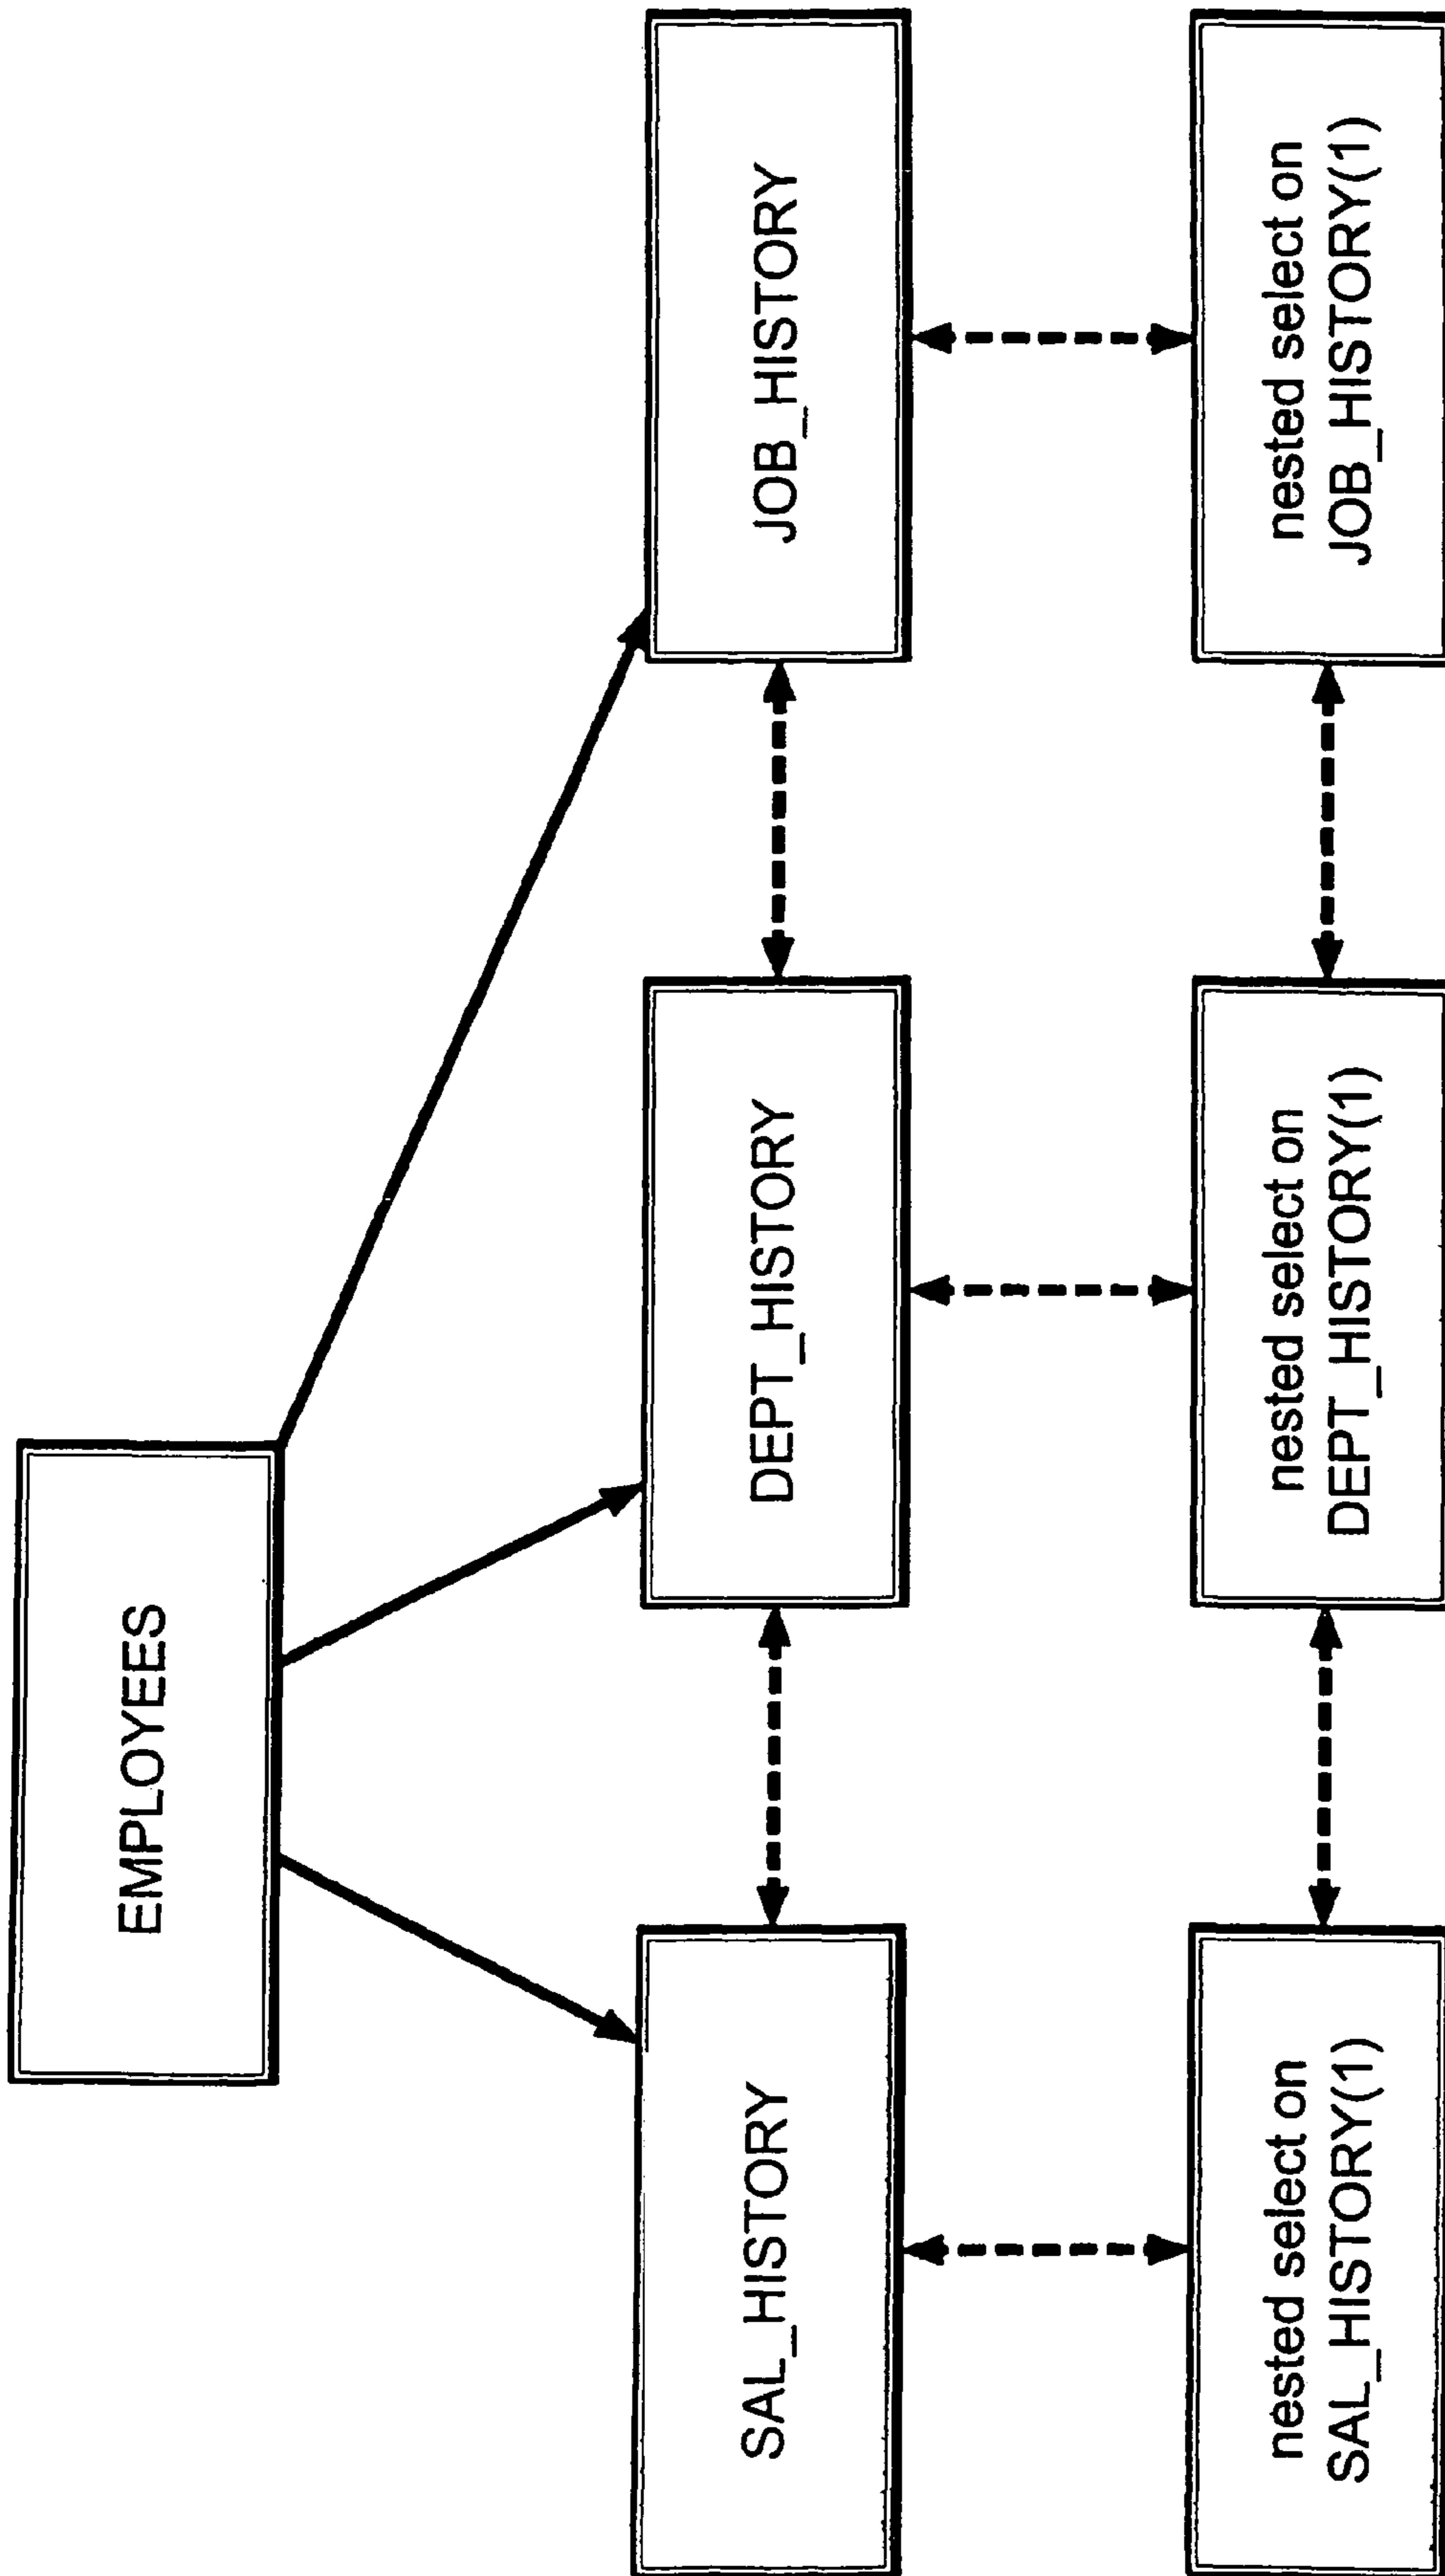 EMPLOYEES
SAL_HISTORY
DEPT_HISTORY
JOB_HISTORY
nested select on
SAL_HISTORY(1)
nested select on
DEPT_HISTORY(1)
nested select on
JOB_HISTORY(1)